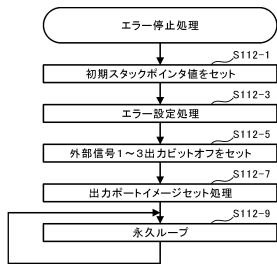 エラー停止処理
S112-1
初期スタックポインタ値をセット
S112-3
エラー設定処理
S112-5
外部信号1～3出力ビットオフをセット
S112-7
出力ポートイメージセット処理
S112-9
永久ループ